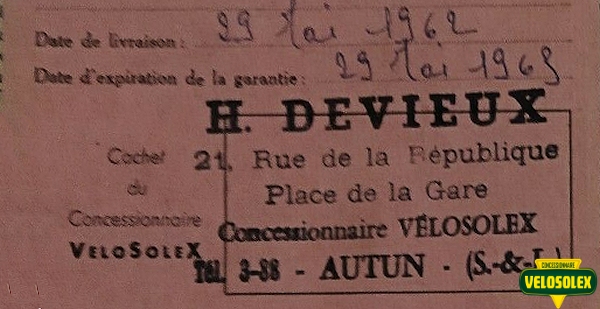 Date de livraison : 29 Mai 1962
Date d'expiration de la garantie : 29 Mai 1963
H. DEVIEUX
21, Rue de la République
Place de la Gare
Concessionnaire VÉLOSOLEX
Tél. 3-88 - AUTUN - (S.-&-L.)
Cachet
du
Concessionnaire
VELOSOLEX
CONCESSIONNAIRE
VELOSOLEX